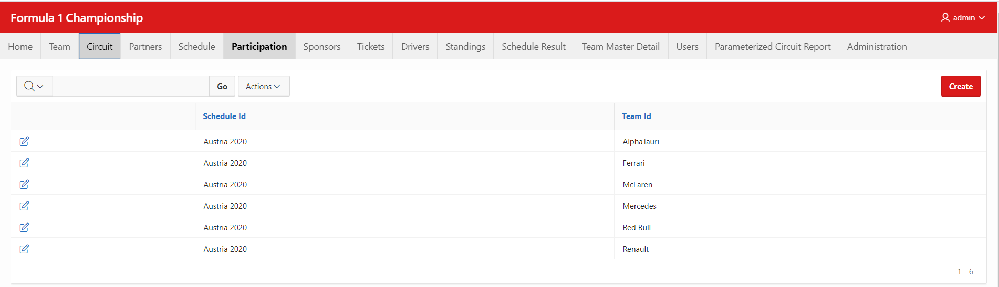 Formula 1 Championship
admin
Home Team Circuit Partners Schedule Participation Sponsors Tickets Drivers Standings Schedule Result Team Master Detail Users Parameterized Circuit Report Administration
Go Actions Create
Schedule Id Team Id
Austria 2020 AlphaTauri
Austria 2020 Ferrari
Austria 2020 McLaren
Austria 2020 Mercedes
Austria 2020 Red Bull
Austria 2020 Renault
1 - 6